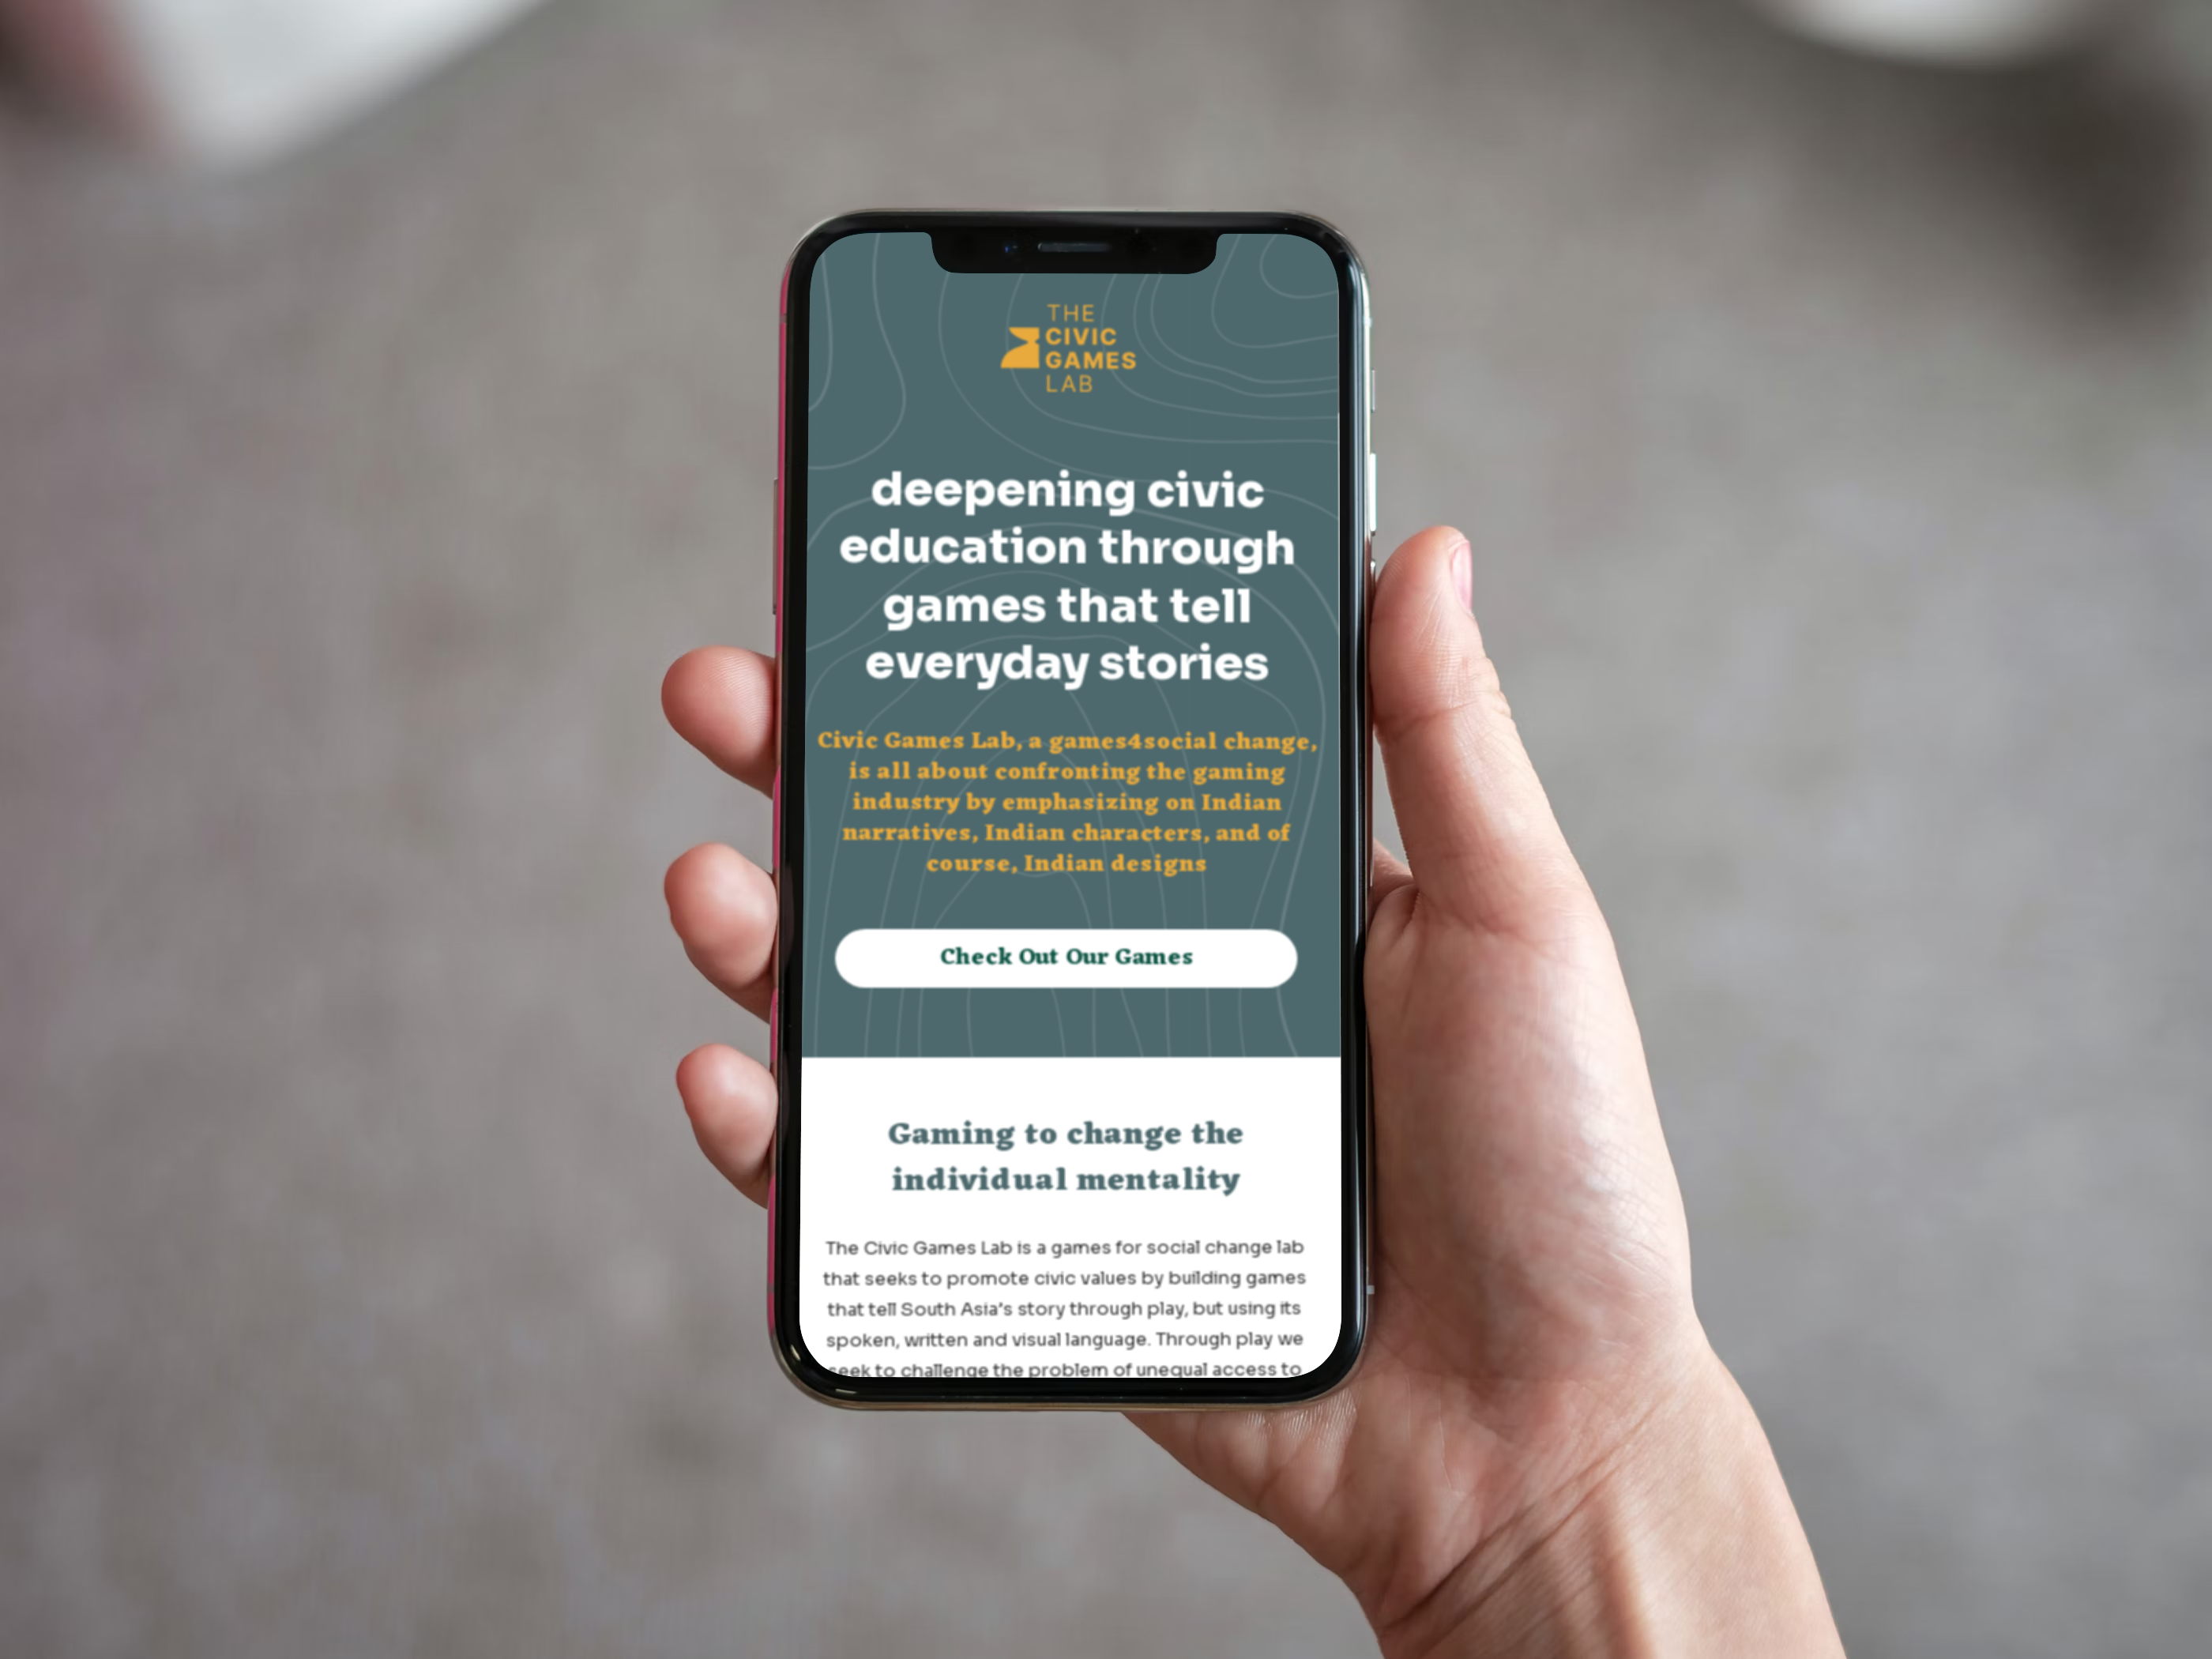 THE
CIVIC
GAMES
LAB
deepening civic
education through
games that tell
everyday stories
Civic Games Lab, a games4social change,
is all about confronting the gaming
industry by emphasizing on Indian
narratives, Indian characters, and of
course, Indian designs
Check Out Our Games
Gaming to change the
individual mentality
The Civic Games Lab is a games for social change lab
that seeks to promote civic values by building games
that tell South Asia's story through play, but using its
spoken, written and visual language. Through play we
seek to challenge the problem of unequal access to